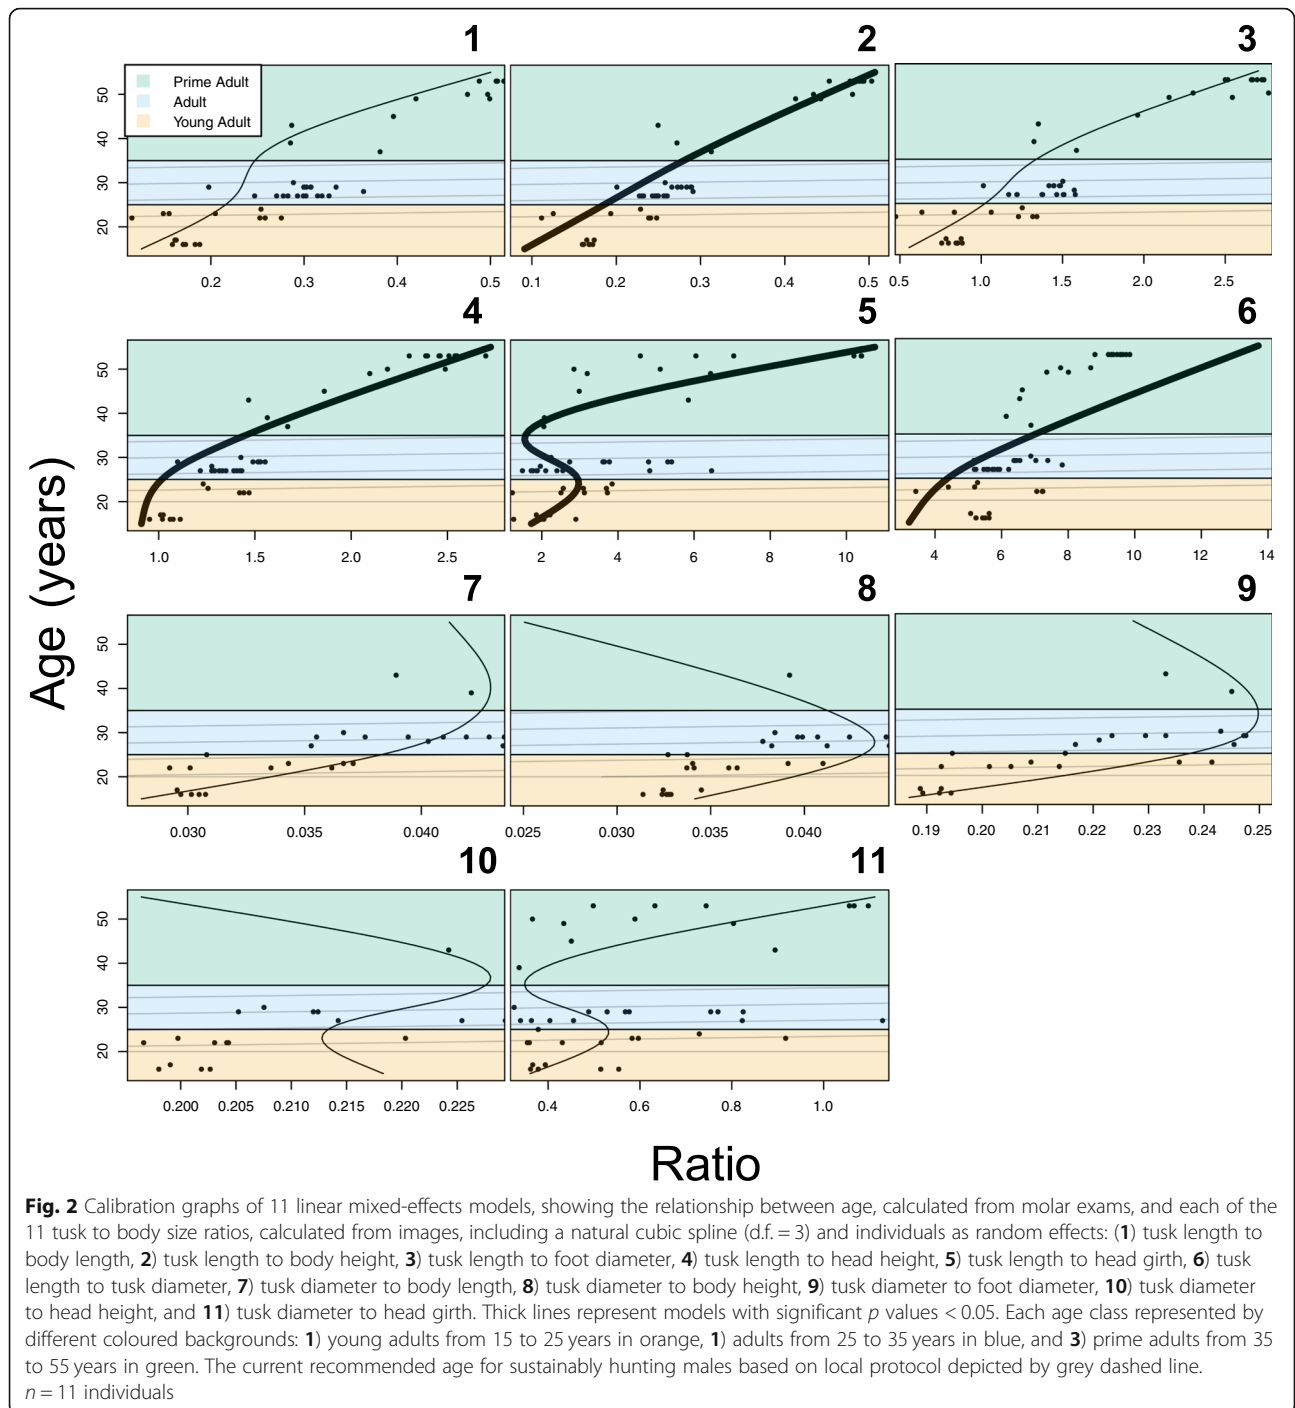 1
2
3
Prime Adult
Adult
Young Adult
50
40
30
20
0.2 0.3 0.4 0.5
0.1 0.2 0.3 0.4 0.5
0.5 1.0 1.5 2.0 2.5
4
5
6
50
40
30
20
1.0 1.5 2.0 2.5
2 4 6 8 10
4 6 8 10 12 14
Age (years)
7
8
9
50
40
30
20
0.030 0.035 0.040
0.025 0.030 0.035 0.040
0.19 0.20 0.21 0.22 0.23 0.24 0.25
10
11
50
40
30
20
0.200 0.205 0.210 0.215 0.220 0.225
0.4 0.6 0.8 1.0
Ratio
Fig. 2 Calibration graphs of 11 linear mixed-effects models, showing the relationship between age, calculated from molar exams, and each of the
11 tusk to body size ratios, calculated from images, including a natural cubic spline (d.f. = 3) and individuals as random effects: (1) tusk length to
body length, 2) tusk length to body height, 3) tusk length to foot diameter, 4) tusk length to head height, 5) tusk length to head girth, 6) tusk
length to tusk diameter, 7) tusk diameter to body length, 8) tusk diameter to body height, 9) tusk diameter to foot diameter, 10) tusk diameter
to head height, and 11) tusk diameter to head girth. Thick lines represent models with significant p values < 0.05. Each age class represented by
different coloured backgrounds: 1) young adults from 15 to 25 years in orange, 1) adults from 25 to 35 years in blue, and 3) prime adults from 35
to 55 years in green. The current recommended age for sustainably hunting males based on local protocol depicted by grey dashed line.
n = 11 individuals